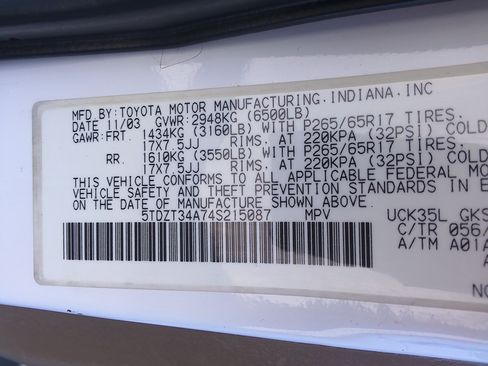 MFD.BY:TOYOTA MOTOR MANUFACTURING.INDIANA.INC
DATE 11/03 GVWR:2948KG (6500LB)
GAWR:FRT. 1434KG (3160LB) WITH P265/65R17 TIRES.
17X7.5JJ RIMS. AT 220KPA (32PSI) COLD
RR. 1610KG (3550LB) WITH P265/65R17 TIRES.
17X7.5JJ RIMS. AT 220KPA (32PSI) COLD
THIS VEHICLE CONFORMS TO ALL APPLICABLE FEDERAL MO
VEHICLE SAFETY AND THEFT PREVENTION STANDARDS IN E
ON THE DATE OF MANUFACTURE SHOWN ABOVE.
5TDZT34A74S215087 MPV UCK35L GKS
C/TR 056/
A/TM A01A
NO